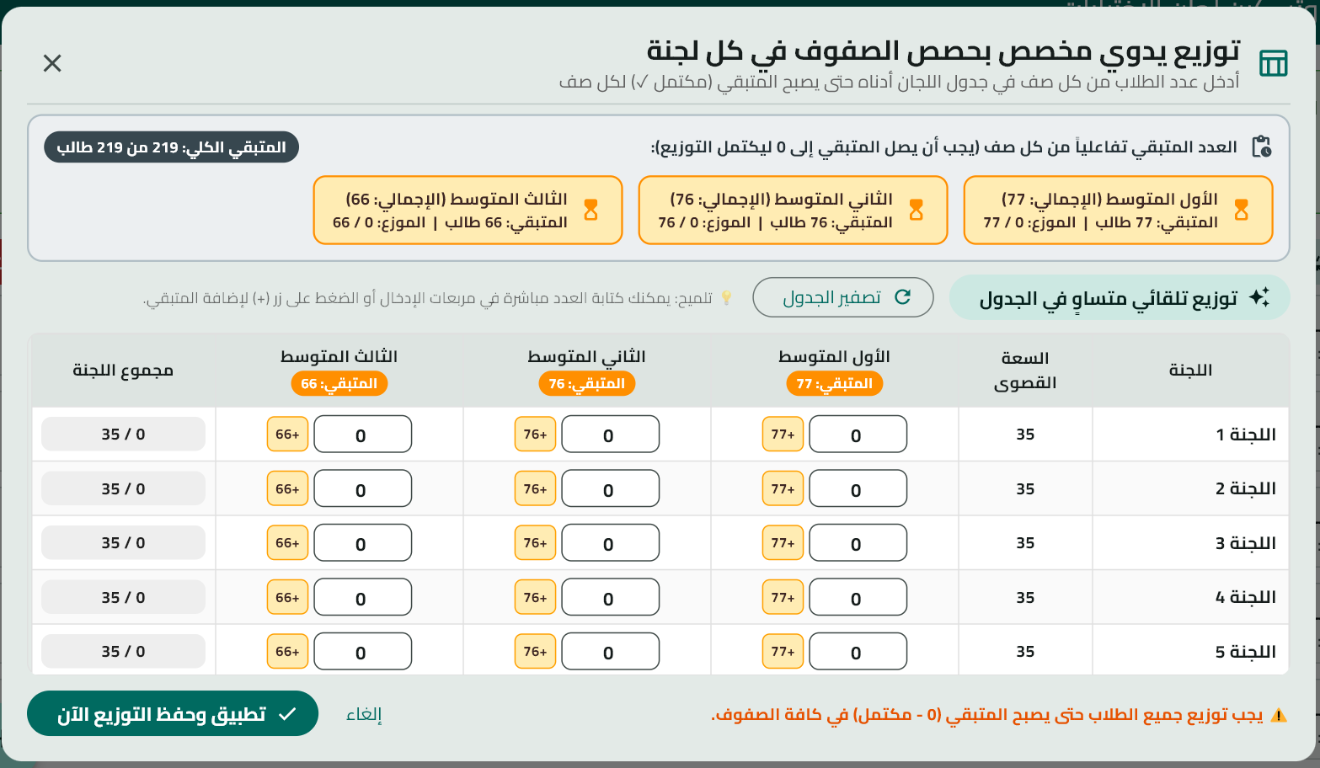 توزيع يدوي مخصص بحصص الصفوف في كل لجنة
أدخل عدد الطلاب من كل صف في جدول اللجان أدناه حتى يصبح المتبقي (مكتمل ✓) لكل صف
العدد المتبقي تفاعلياً من كل صف (يجب أن يصل المتبقي إلى 0 ليكتمل التوزيع):
المتبقي الكلي: 219 من 219 طالب
الأول المتوسط (الإجمالي: 77)
المتبقي: 77 طالب | الموزع: 0 / 77
الثاني المتوسط (الإجمالي: 76)
المتبقي: 76 طالب | الموزع: 0 / 76
الثالث المتوسط (الإجمالي: 66)
المتبقي: 66 طالب | الموزع: 0 / 66
توزيع تلقائي متساوٍ في الجدول
تصفير الجدول
💡 تلميح: يمكنك كتابة العدد مباشرة في مربعات الإدخال أو الضغط على زر (+) لإضافة المتبقي.
اللجنة | السعة القصوى | الأول المتوسط المتبقي: 77 | الثاني المتوسط المتبقي: 76 | الثالث المتوسط المتبقي: 66 | مجموع اللجنة
اللجنة 1 | 35 | 0 | +77 | 0 | +76 | 0 | +66 | 0 / 35
اللجنة 2 | 35 | 0 | +77 | 0 | +76 | 0 | +66 | 0 / 35
اللجنة 3 | 35 | 0 | +77 | 0 | +76 | 0 | +66 | 0 / 35
اللجنة 4 | 35 | 0 | +77 | 0 | +76 | 0 | +66 | 0 / 35
اللجنة 5 | 35 | 0 | +77 | 0 | +76 | 0 | +66 | 0 / 35
⚠️ يجب توزيع جميع الطلاب حتى يصبح المتبقي (0 - مكتمل) في كافة الصفوف.
إلغاء
تطبيق وحفظ التوزيع الآن